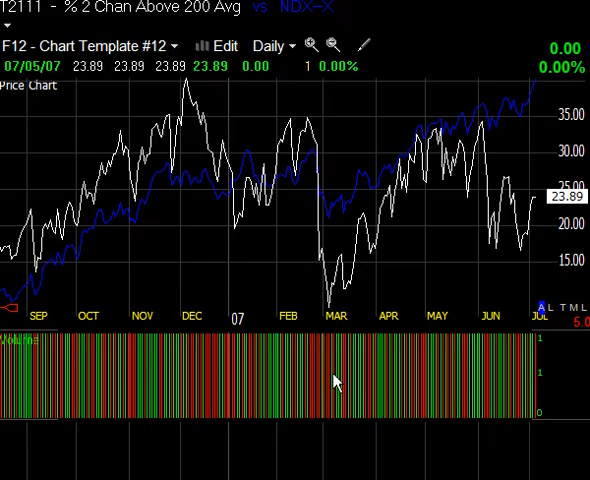 T2111 - % 2 Chan Above 200 Avg vs NDX-X
F12 - Chart Template #12 Edit Daily
0.00
07/05/07 23.89 23.89 23.89 23.89 0.00 1 0.00% 0.00%
Price Chart
35.00
30.00
25.00
23.89
20.00
15.00
A L T M L
SEP OCT NOV DEC 07 FEB MAR APR MAY JUN JUL
5.0
Volume
1
1
0